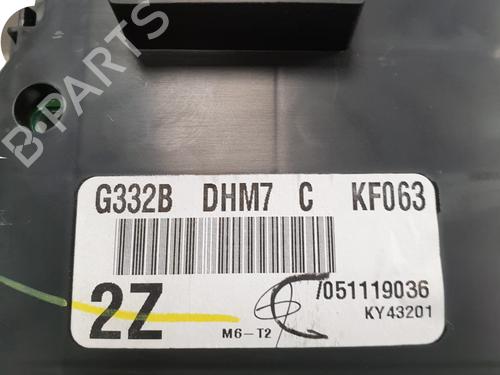 B-PARTS
G332B DHM7 C KF063
2Z
/051119036
KY43201
M6-T2